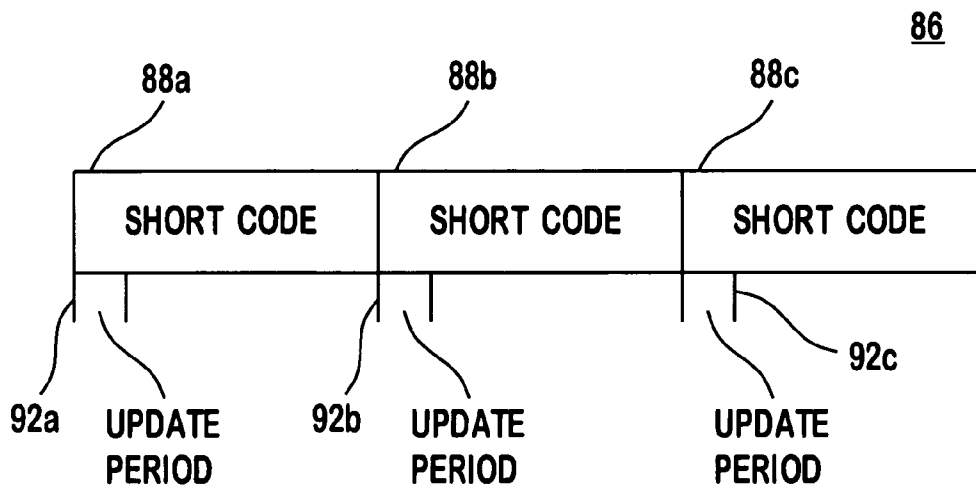 86
88a 88b 88c
SHORT CODE SHORT CODE SHORT CODE
92c
92a UPDATE PERIOD 92b UPDATE PERIOD UPDATE PERIOD